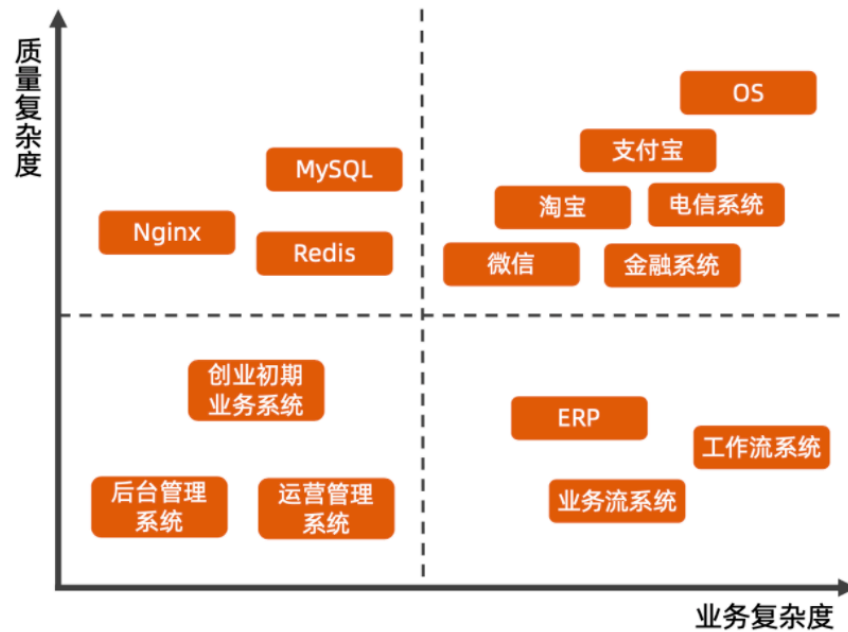 质量复杂度
OS
支付宝
MySQL
淘宝
电信系统
Nginx
Redis
微信
金融系统
创业初期
业务系统
ERP
工作流系统
后台管理
系统
运营管理
系统
业务流系统
业务复杂度